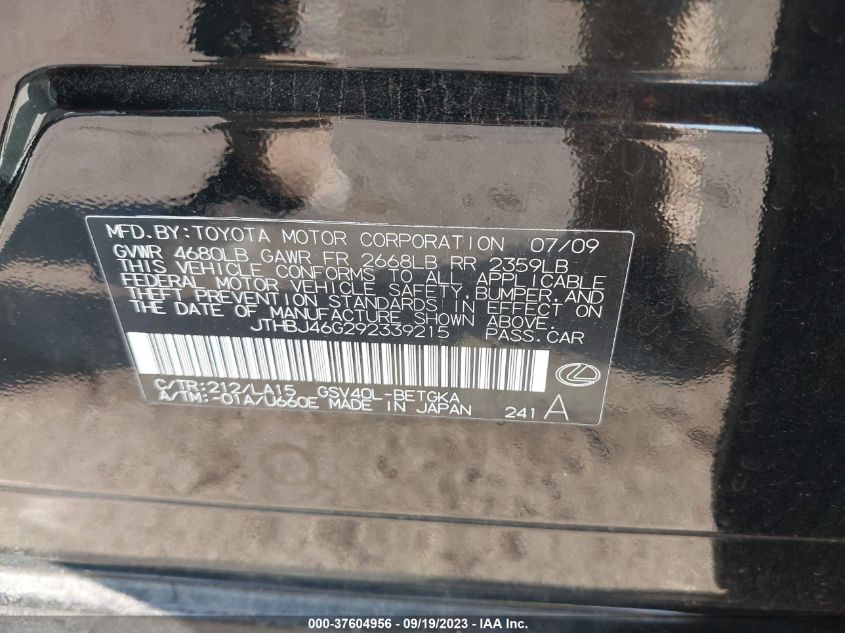 MFD.BY:TOYOTA MOTOR CORPORATION 07/09
GVWR 4680LB GAWR FR 2668LB RR 2359LB
THIS VEHICLE CONFORMS TO ALL APPLICABLE
FEDERAL MOTOR VEHICLE SAFETY,BUMPER,AND
THEFT PREVENTION STANDARDS IN EFFECT ON
THE DATE OF MANUFACTURE SHOWN ABOVE.
JTHBJ46G292339215 PASS.CAR
C/TR:212/LA15 GSV40L-BETGKA
A/TM:-01A/U660E MADE IN JAPAN 241 A
000-37604956 - 09/19/2023 - © IAA Inc.